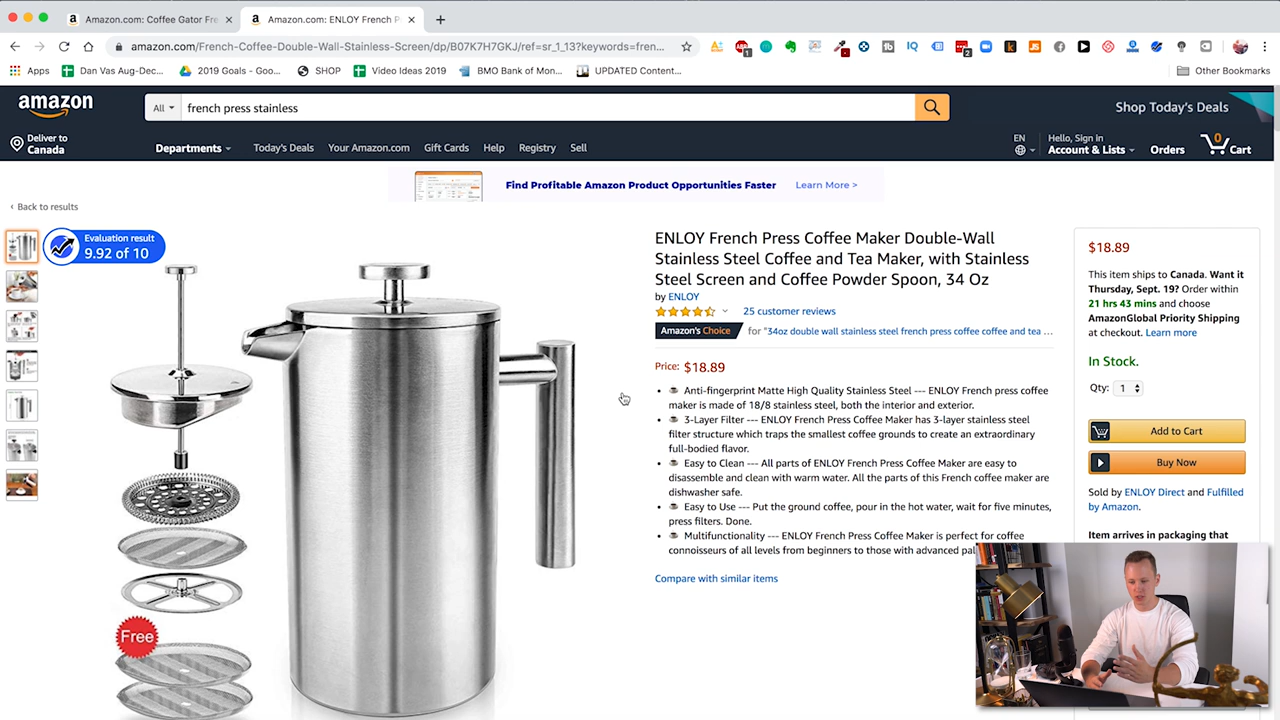 Amazon.com: Coffee Gator Fre
Amazon.com: ENLOY French P
amazon.com/French-Coffee-Double-Wall-Stainless-Screen/dp/B07K7H7GKJ/ref=sr_1_13?keywords=fren...
Apps
Dan Vas Aug-Dec...
2019 Goals - Goo...
SHOP
Video Ideas 2019
BMO Bank of Mon...
UPDATED Content...
Other Bookmarks
amazon
All
french press stainless
Shop Today's Deals
Deliver to
Canada
Departments
Today's Deals
Your Amazon.com
Gift Cards
Help
Registry
Sell
EN
Hello, Sign in
Account & Lists
Orders
0
Cart
Find Profitable Amazon Product Opportunities Faster
Learn More >
‹ Back to results
Evaluation result
9.92 of 10
Free
ENLOY French Press Coffee Maker Double-Wall
Stainless Steel Coffee and Tea Maker, with Stainless
Steel Screen and Coffee Powder Spoon, 34 Oz
by ENLOY
25 customer reviews
Amazon's Choice for "34oz double wall stainless steel french press coffee coffee and tea ...
Price: $18.89
Anti-fingerprint Matte High Quality Stainless Steel --- ENLOY French press coffee
maker is made of 18/8 stainless steel, both the interior and exterior.
3-Layer Filter --- ENLOY French Press Coffee Maker has 3-layer stainless steel
filter structure which traps the smallest coffee grounds to create an extraordinary
full-bodied flavor.
Easy to Clean --- All parts of ENLOY French Press Coffee Maker are easy to
disassemble and clean with warm water. All the parts of this French coffee maker are
dishwasher safe.
Easy to Use --- Put the ground coffee, pour in the hot water, wait for five minutes,
press filters. Done.
Multifunctionality --- ENLOY French Press Coffee Maker is perfect for coffee
connoisseurs of all levels from beginners to those with advanced pal
Compare with similar items
$18.89
This item ships to Canada. Want it
Thursday, Sept. 19? Order within
21 hrs 43 mins and choose
AmazonGlobal Priority Shipping
at checkout. Learn more
In Stock.
Qty: 1
Add to Cart
Buy Now
Sold by ENLOY Direct and Fulfilled
by Amazon.
Item arrives in packaging that